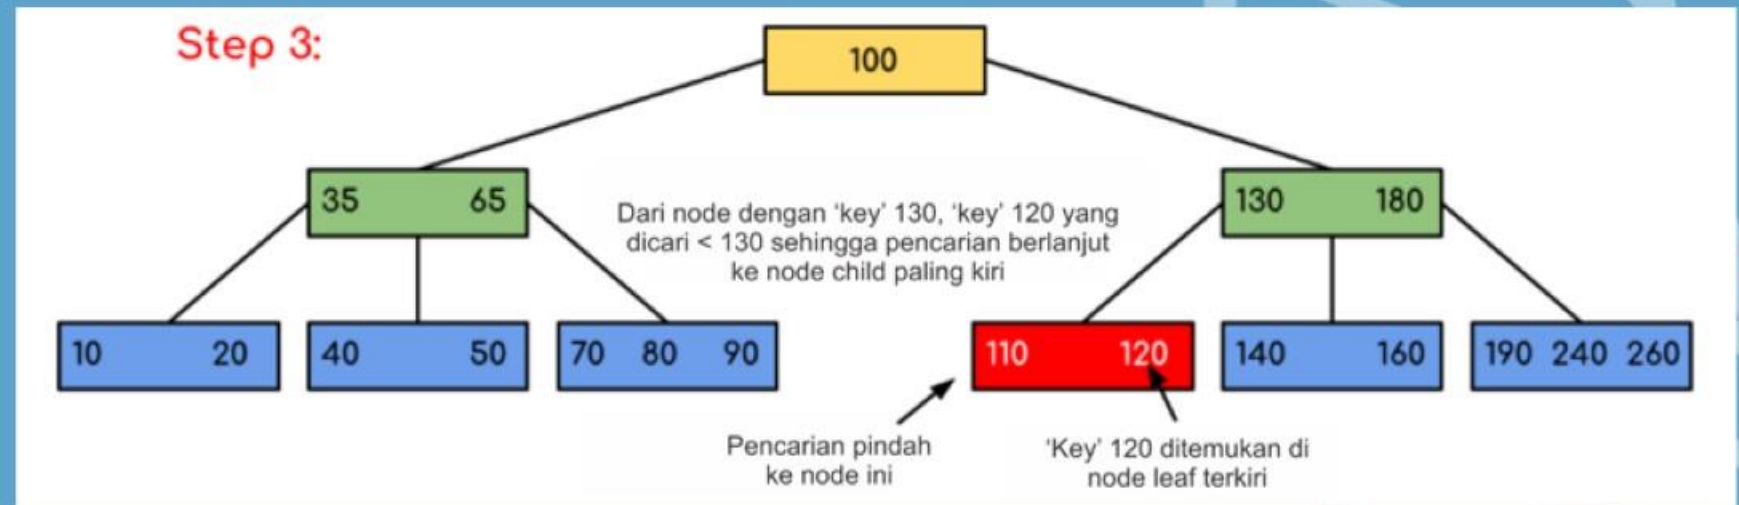 Step 3:
100
35 65
130 180
Dari node dengan ‘key’ 130, ‘key’ 120 yang
dicari < 130 sehingga pencarian berlanjut
ke node child paling kiri
10 20
40 50
70 80 90
110 120
140 160
190 240 260
Pencarian pindah
ke node ini
‘Key’ 120 ditemukan di
node leaf terkiri